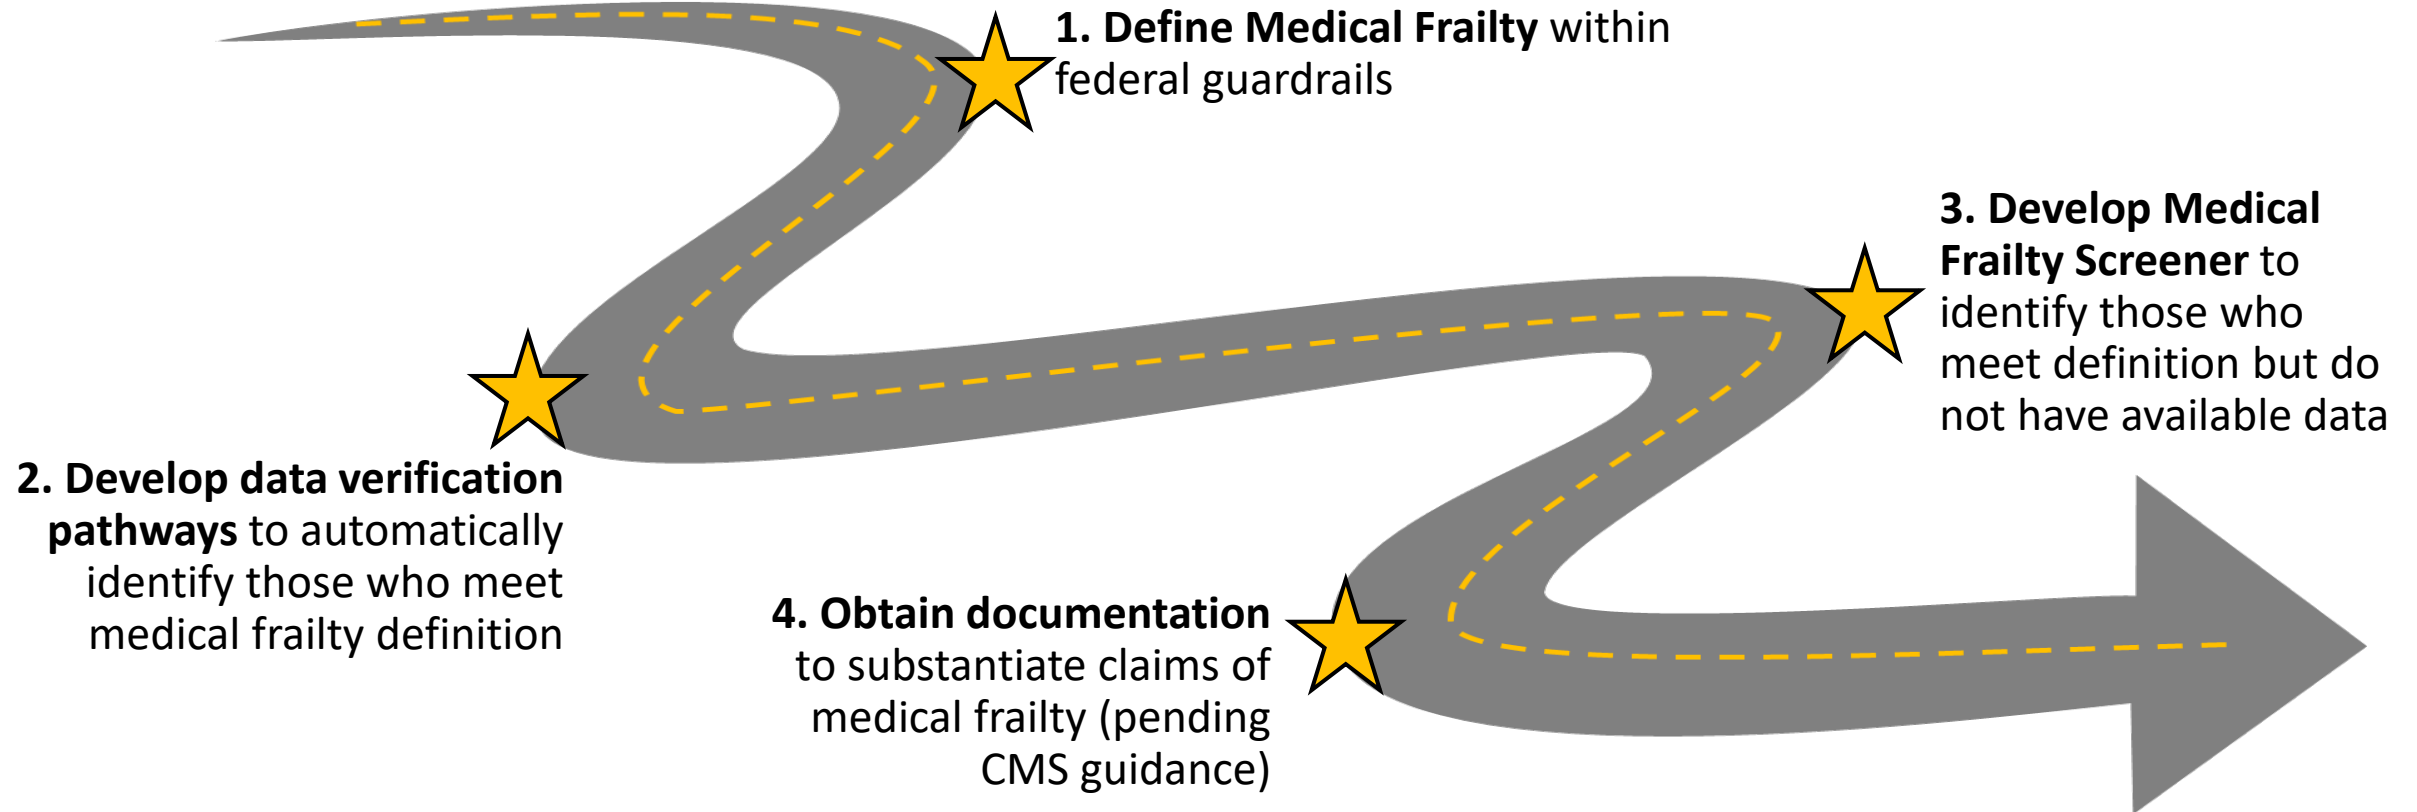 1. Define Medical Frailty within
federal guardrails
2. Develop data verification
pathways to automatically
identify those who meet
medical frailty definition
3. Develop Medical
Frailty Screener to
identify those who
meet definition but do
not have available data
4. Obtain documentation
to substantiate claims of
medical frailty (pending
CMS guidance)